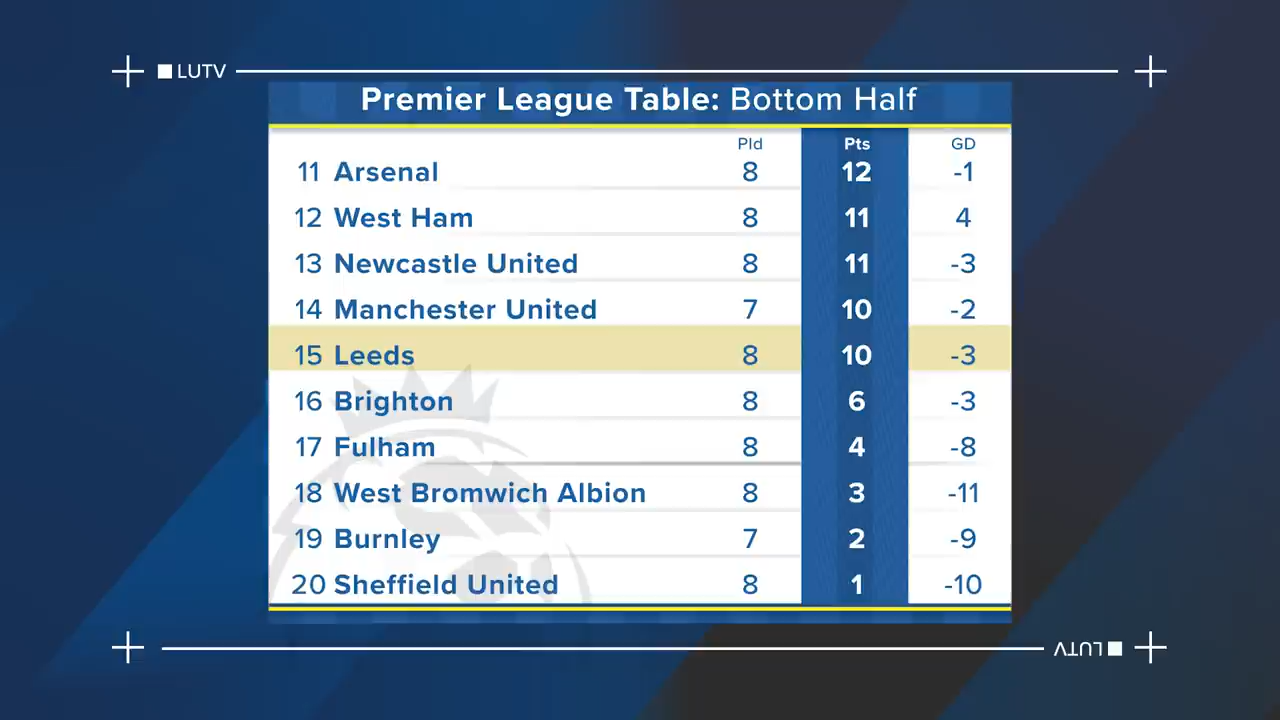 LUTV
Premier League Table: Bottom Half
Pld Pts GD
11 Arsenal 8 12 -1
12 West Ham 8 11 4
13 Newcastle United 8 11 -3
14 Manchester United 7 10 -2
15 Leeds 8 10 -3
16 Brighton 8 6 -3
17 Fulham 8 4 -8
18 West Bromwich Albion 8 3 -11
19 Burnley 7 2 -9
20 Sheffield United 8 1 -10
LUTV